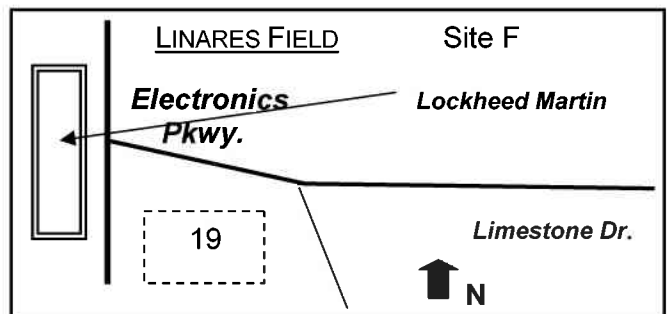 LINARES FIELD Site F
Electronics Pkwy.
Lockheed Martin
19
Limestone Dr.
N